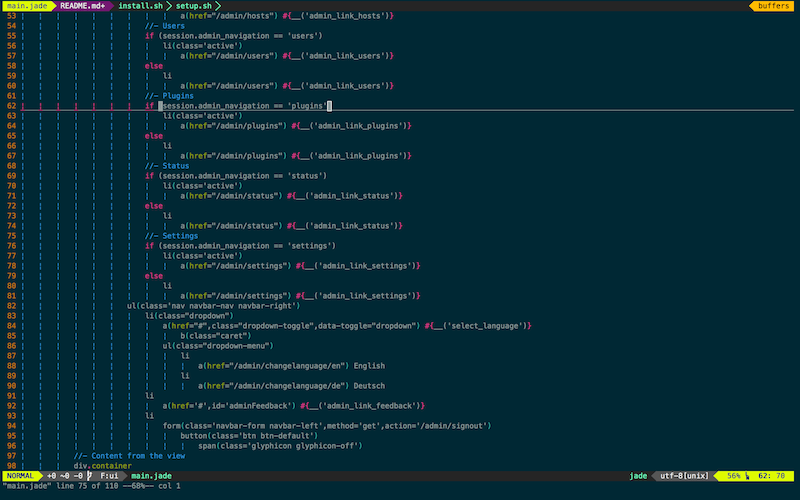 main.jade README.md+ install.sh setup.sh buffers
53 a(href="/admin/hosts") #{__('admin_link_hosts')}
54 //- Users
55 if (session.admin_navigation == 'users')
56 li(class='active')
57 a(href="/admin/users") #{__('admin_link_users')}
58 else
59 li
60 a(href="/admin/users") #{__('admin_link_users')}
61 //- Plugins
62 if (session.admin_navigation == 'plugins')
63 li(class='active')
64 a(href="/admin/plugins") #{__('admin_link_plugins')}
65 else
66 li
67 a(href="/admin/plugins") #{__('admin_link_plugins')}
68 //- Status
69 if (session.admin_navigation == 'status')
70 li(class='active')
71 a(href="/admin/status") #{__('admin_link_status')}
72 else
73 li
74 a(href="/admin/status") #{__('admin_link_status')}
75 //- Settings
76 if (session.admin_navigation == 'settings')
77 li(class='active')
78 a(href="/admin/settings") #{__('admin_link_settings')}
79 else
80 li
81 a(href="/admin/settings") #{__('admin_link_settings')}
82 ul(class='nav navbar-nav navbar-right')
83 li(class="dropdown")
84 a(href="#",class="dropdown-toggle",data-toggle="dropdown") #{__('select_language')}
85 b(class="caret")
86 ul(class="dropdown-menu")
87 li
88 a(href="/admin/changelanguage/en") English
89 li
90 a(href="/admin/changelanguage/de") Deutsch
91 li
92 a(href='#',id='adminFeedback') #{__('admin_link_feedback')}
93 li
94 form(class='navbar-form navbar-left',method='get',action='/admin/signout')
95 button(class='btn btn-default')
96 span(class='glyphicon glyphicon-off')
97 //- Content from the view
98 div.container
NORMAL +0 ~0 -0 ui main.jade jade utf-8[unix] 56% 62: 70
"main.jade" line 75 of 110 --68%-- col 1